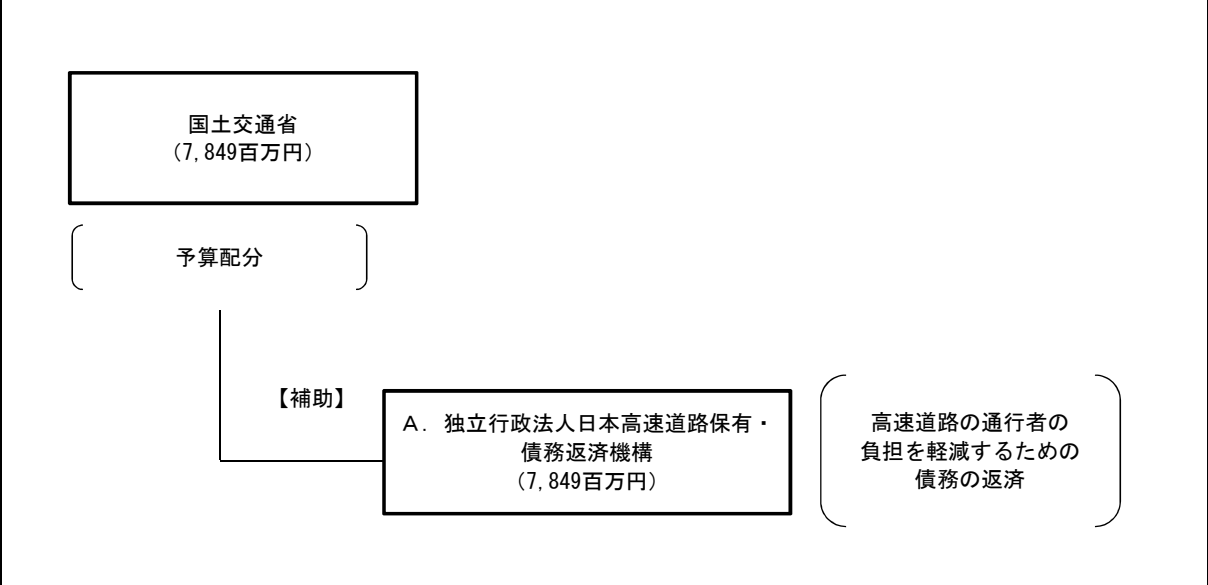 国土交通省
（7,849百万円）
予算配分
【補助】
Ａ．独立行政法人日本高速道路保有・
債務返済機構
（7,849百万円）
高速道路の通行者の
負担を軽減するための
債務の返済